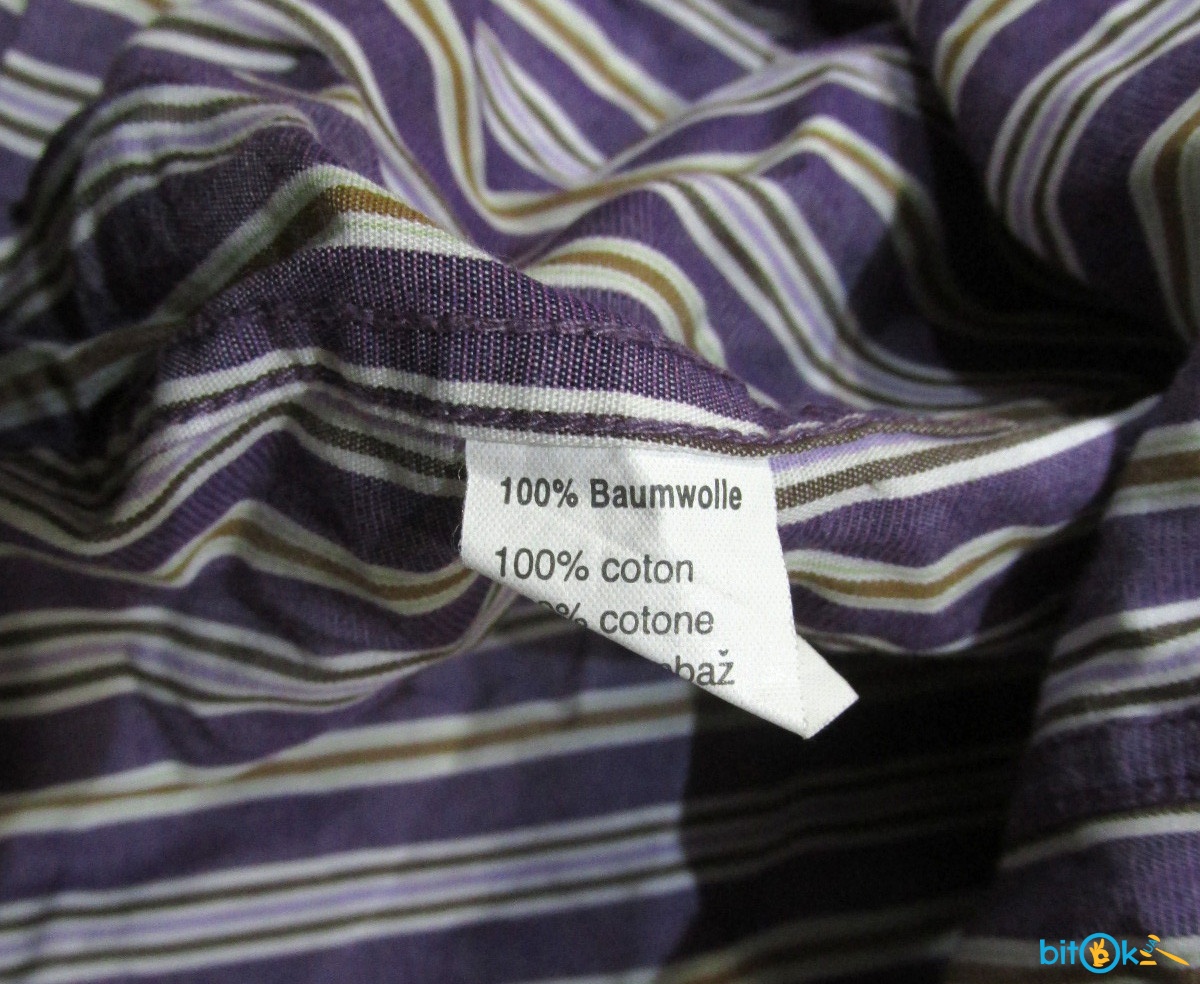 100% Baumwolle
100% coton
% cotone
bitOk